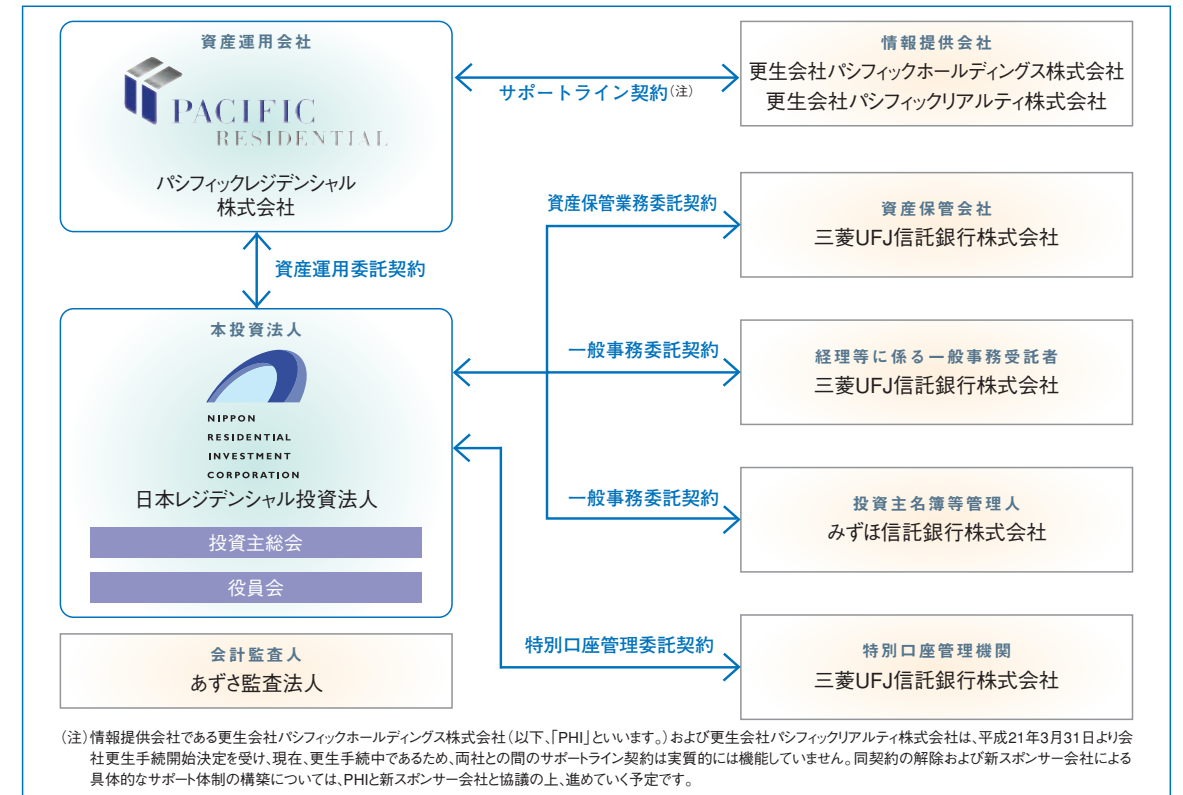 資産運用会社
PACIFIC
RESIDENTIAL
パシフィックレジデンシャル
株式会社
サポートライン契約(注)
情報提供会社
更生会社パシフィックホールディングス株式会社
更生会社パシフィックリアルティ株式会社
資産運用委託契約
資産保管業務委託契約
資産保管会社
三菱UFJ信託銀行株式会社
本投資法人
NIPPON
RESIDENTIAL
INVESTMENT
CORPORATION
日本レジデンシャル投資法人
投資主総会
役員会
一般事務委託契約
経理等に係る一般事務受託者
三菱UFJ信託銀行株式会社
一般事務委託契約
投資主名簿等管理人
みずほ信託銀行株式会社
会計監査人
あずさ監査法人
特別口座管理委託契約
特別口座管理機関
三菱UFJ信託銀行株式会社
(注)情報提供会社である更生会社パシフィックホールディングス株式会社(以下、「PHI」といいます。)および更生会社パシフィックリアルティ株式会社は、平成21年3月31日より会
社更生手続開始決定を受け、現在、更生手続中であるため、両社との間のサポートライン契約は実質的には機能していません。同契約の解除および新スポンサー会社による
具体的なサポート体制の構築については、PHIと新スポンサー会社と協議の上、進めていく予定です。